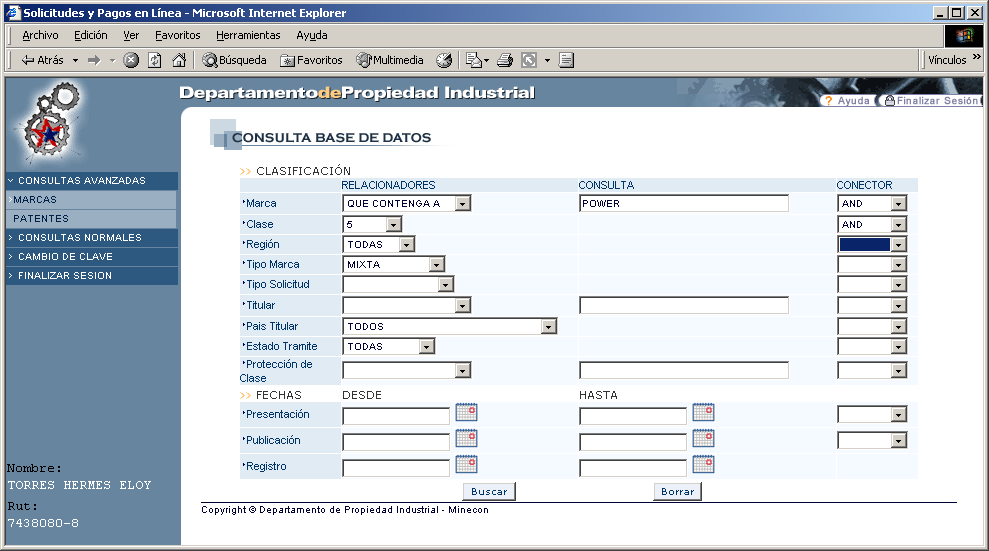 Solicitudes y Pagos en Línea - Microsoft Internet Explorer
Archivo Edición Ver Favoritos Herramientas Ayuda
Atrás Búsqueda Favoritos Multimedia Vínculos »
DepartamentodePropiedad Industrial
? Ayuda Finalizar Sesión
CONSULTA BASE DE DATOS
CONSULTAS AVANZADAS
MARCAS
PATENTES
> CONSULTAS NORMALES
> CAMBIO DE CLAVE
> FINALIZAR SESION
>> CLASIFICACIÓN
RELACIONADORES CONSULTA CONECTOR
Marca QUE CONTENGA A POWER AND
Clase 5 AND
Región TODAS
Tipo Marca MIXTA
Tipo Solicitud
Titular
Pais Titular TODOS
Estado Tramite TODAS
Protección de
Clase
>> FECHAS DESDE HASTA
Presentación
Publicación
Registro
Buscar Borrar
Copyright © Departamento de Propiedad Industrial - Minecon
Nombre:
TORRES HERMES ELOY
Rut:
7438080-8